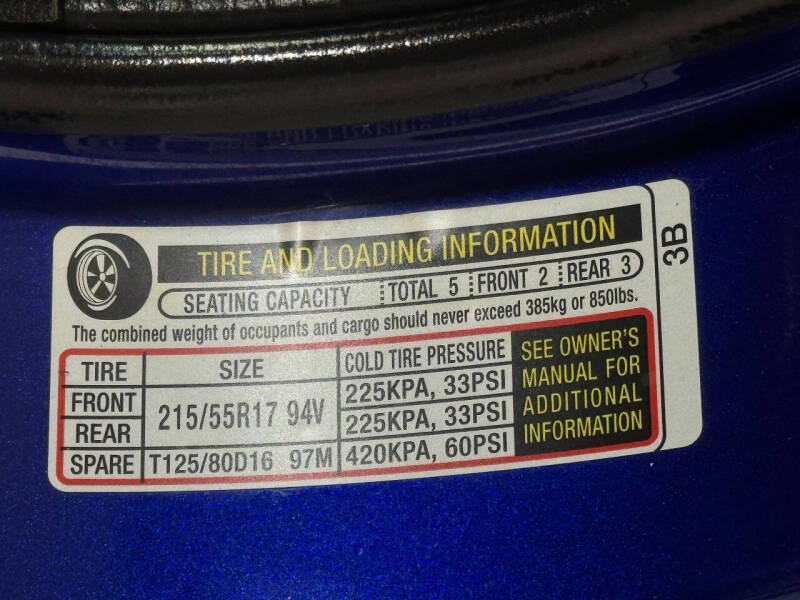 TIRE AND LOADING INFORMATION
SEATING CAPACITY TOTAL 5 FRONT 2 REAR 3
The combined weight of occupants and cargo should never exceed 385kg or 850lbs.
TIRE SIZE COLD TIRE PRESSURE
FRONT 215/55R17 94V 225KPA, 33PSI
REAR 225KPA, 33PSI
SPARE T125/80D16 97M 420KPA, 60PSI
SEE OWNER'S
MANUAL FOR
ADDITIONAL
INFORMATION
3B